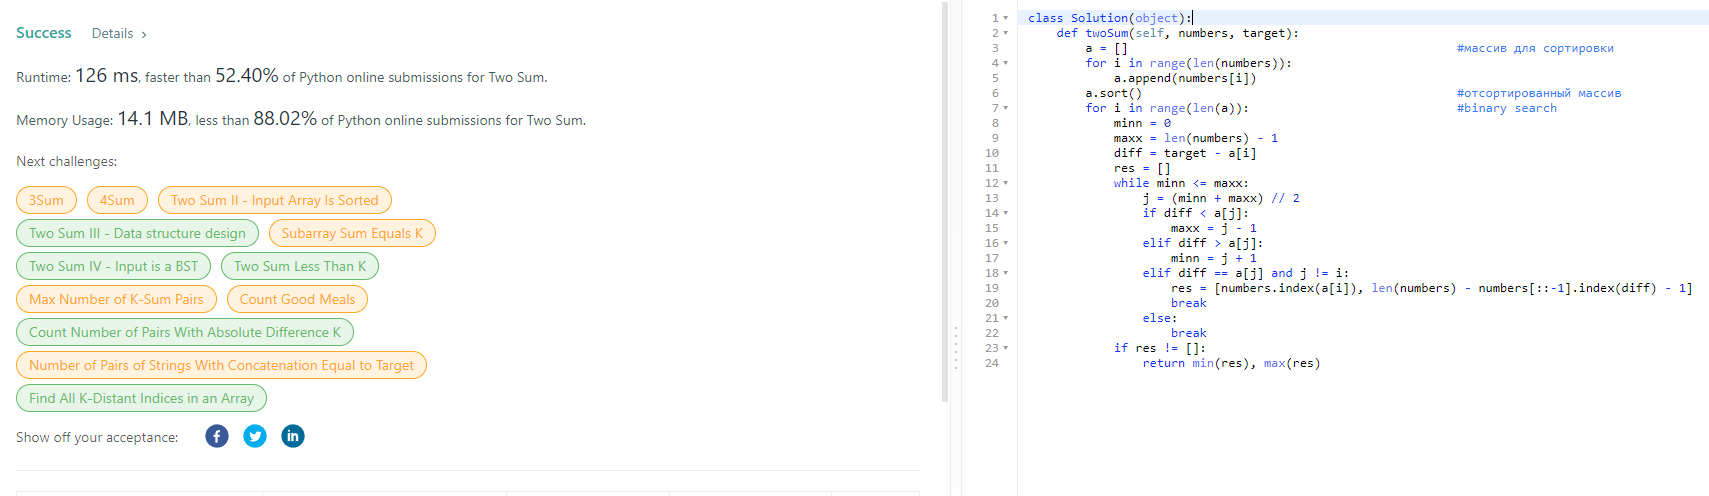 Success Details >
Runtime: 126 ms, faster than 52.40% of Python online submissions for Two Sum.
Memory Usage: 14.1 MB, less than 88.02% of Python online submissions for Two Sum.
Next challenges:
3Sum 4Sum Two Sum II - Input Array Is Sorted
Two Sum III - Data structure design Subarray Sum Equals K
Two Sum IV - Input is a BST Two Sum Less Than K
Max Number of K-Sum Pairs Count Good Meals
Count Number of Pairs With Absolute Difference K
Number of Pairs of Strings With Concatenation Equal to Target
Find All K-Distant Indices in an Array
Show off your acceptance: f in
1 class Solution(object):
2 def twoSum(self, numbers, target):
3 a = [] #массив для сортировки
4 for i in range(len(numbers)):
5 a.append(numbers[i])
6 a.sort() #отсортированный массив
7 for i in range(len(a)): #binary search
8 minn = 0
9 maxx = len(numbers) - 1
10 diff = target - a[i]
11 res = []
12 while minn <= maxx:
13 j = (minn + maxx) // 2
14 if diff < a[j]:
15 maxx = j - 1
16 elif diff > a[j]:
17 minn = j + 1
18 elif diff == a[j] and j != i:
19 res = [numbers.index(a[i]), len(numbers) - numbers[::-1].index(diff) - 1]
20 break
21 else:
22 break
23 if res != []:
24 return min(res), max(res)